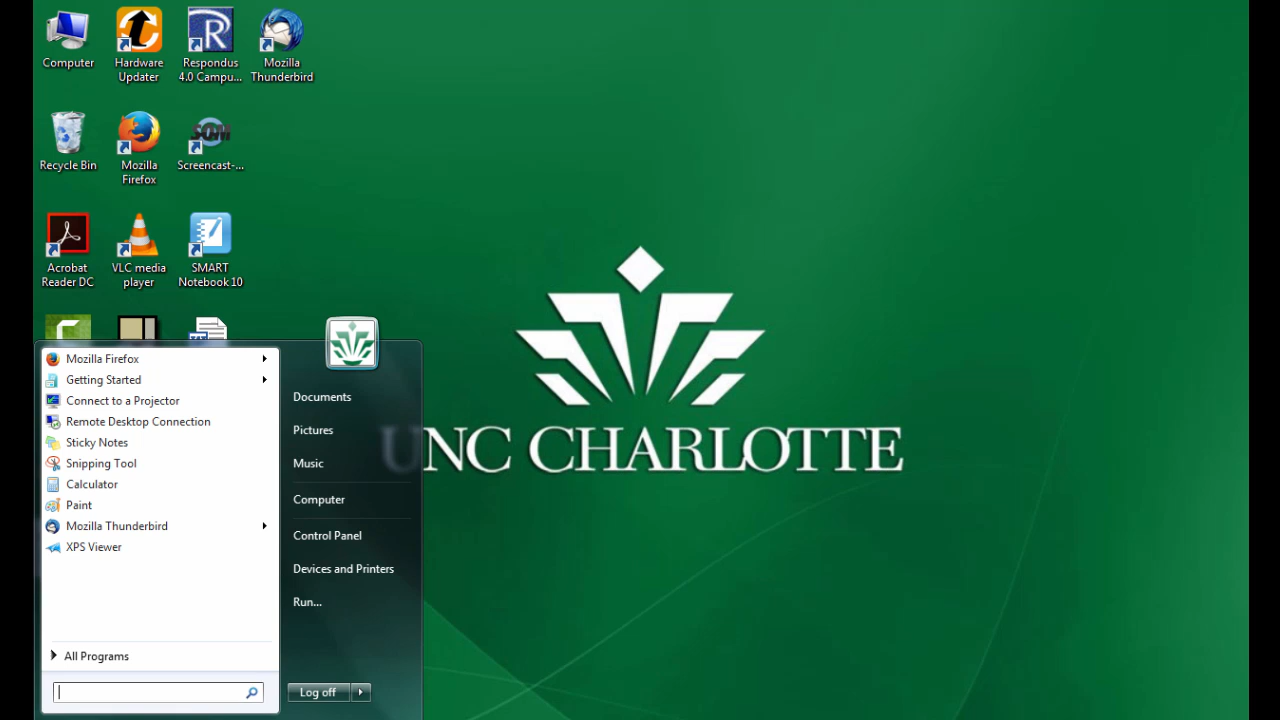 Computer
Hardware
Updater
Respondus
4.0 Campu...
Mozilla
Thunderbird
Recycle Bin
Mozilla
Firefox
Screencast-...
Acrobat
Reader DC
VLC media
player
SMART
Notebook 10
UNC CHARLOTTE
Mozilla Firefox
Getting Started
Connect to a Projector
Remote Desktop Connection
Sticky Notes
Snipping Tool
Calculator
Paint
Mozilla Thunderbird
XPS Viewer
All Programs
Documents
Pictures
Music
Computer
Control Panel
Devices and Printers
Run...
Log off